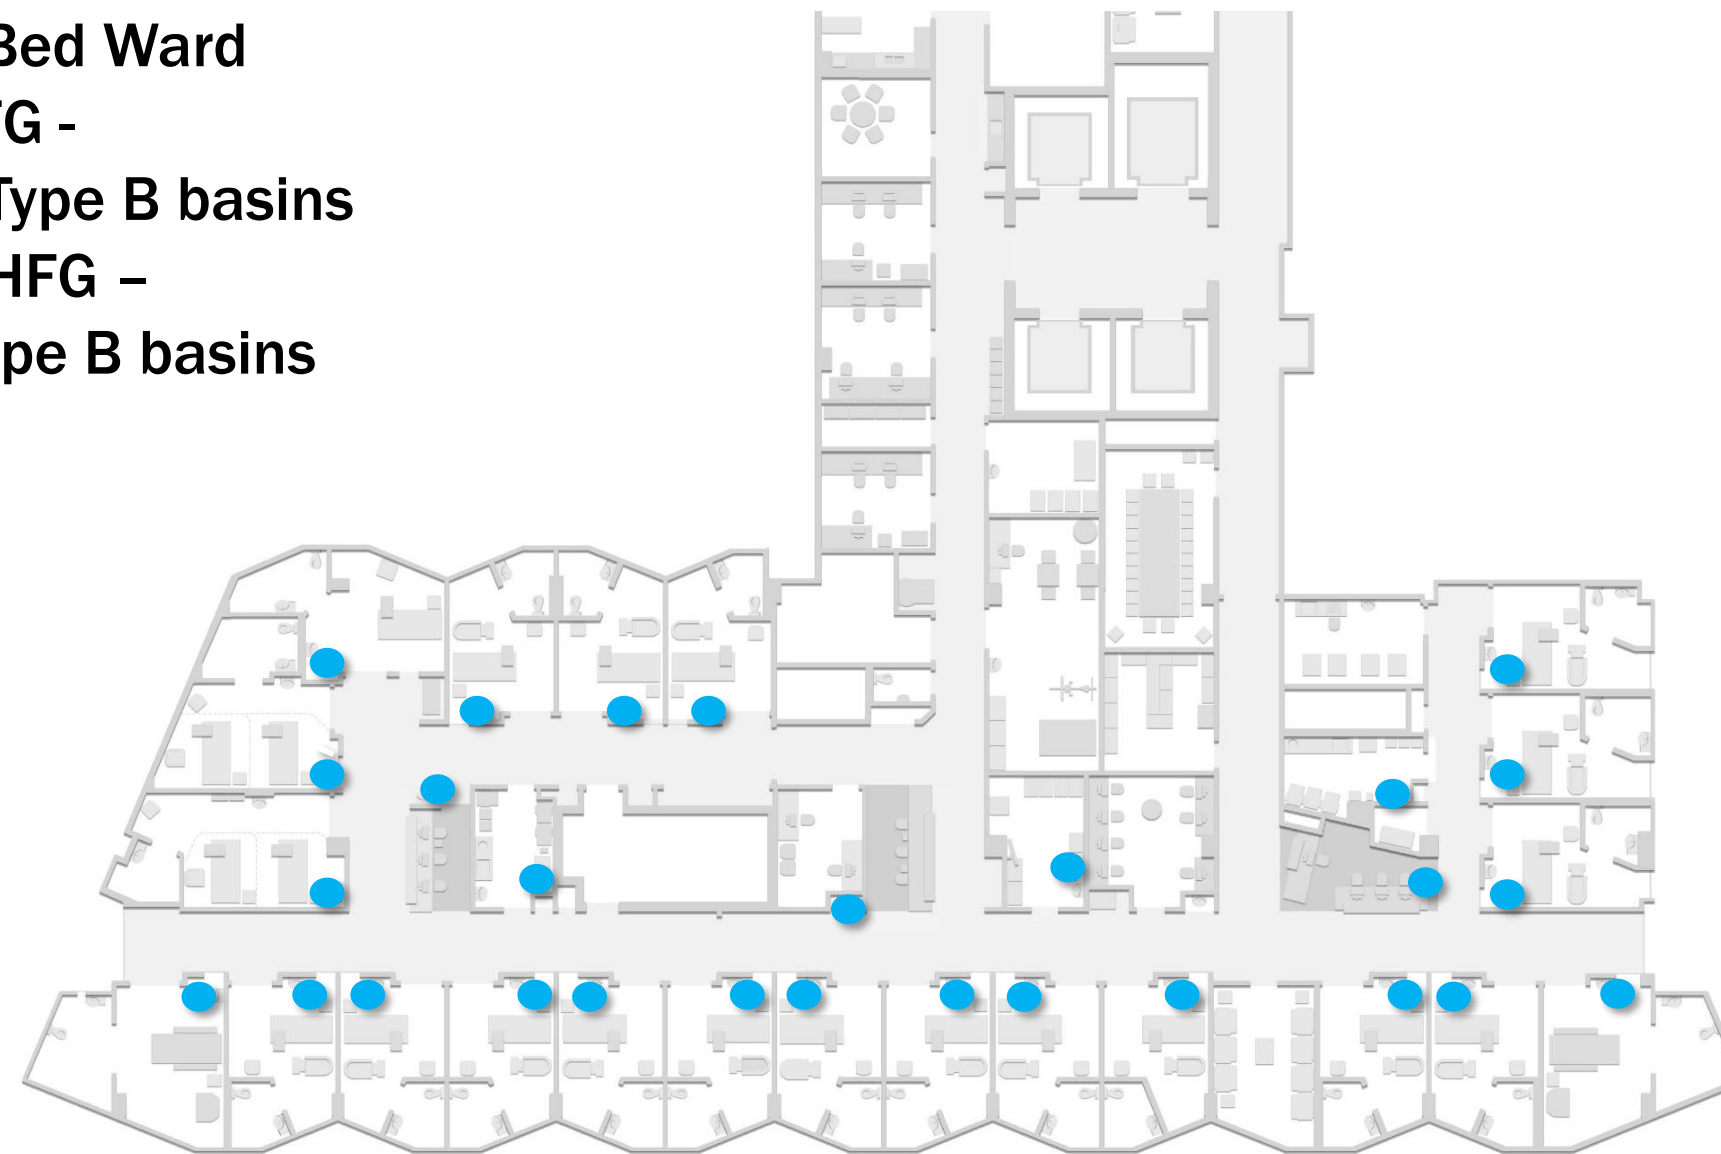 Bed Ward
G -
Type B basins
HFG –
pe B basins